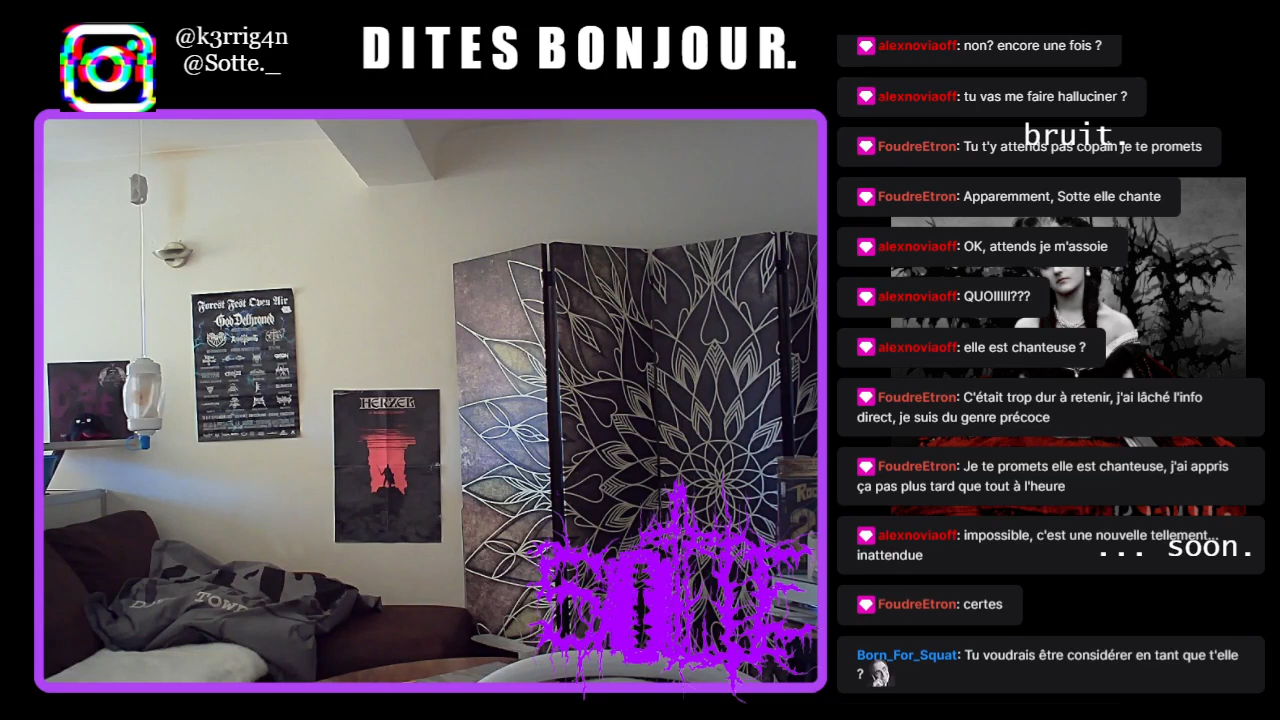 @k3rrig4n
@Sotte._
DITES BONJOUR.
alexnoviaoff: non? encore une fois ?
alexnoviaoff: tu vas me faire halluciner ?
bruit.
FoudreEtron: Tu t'y attends pas copain je te promets
FoudreEtron: Apparemment, Sotte elle chante
alexnoviaoff: OK, attends je m'assoie
alexnoviaoff: QUOIIIII???
alexnoviaoff: elle est chanteuse ?
FoudreEtron: C'était trop dur à retenir, j'ai lâché l'info
direct, je suis du genre précoce
FoudreEtron: Je te promets elle est chanteuse, j'ai appris
ça pas plus tard que tout à l'heure
alexnoviaoff: impossible, c'est une nouvelle tellement...
inattendue
... soon.
FoudreEtron: certes
Born_For_Squat: Tu voudrais être considérer en tant que t'elle
?
Forest Fest Open Air
God Dethroned
HERZEL
TOWN